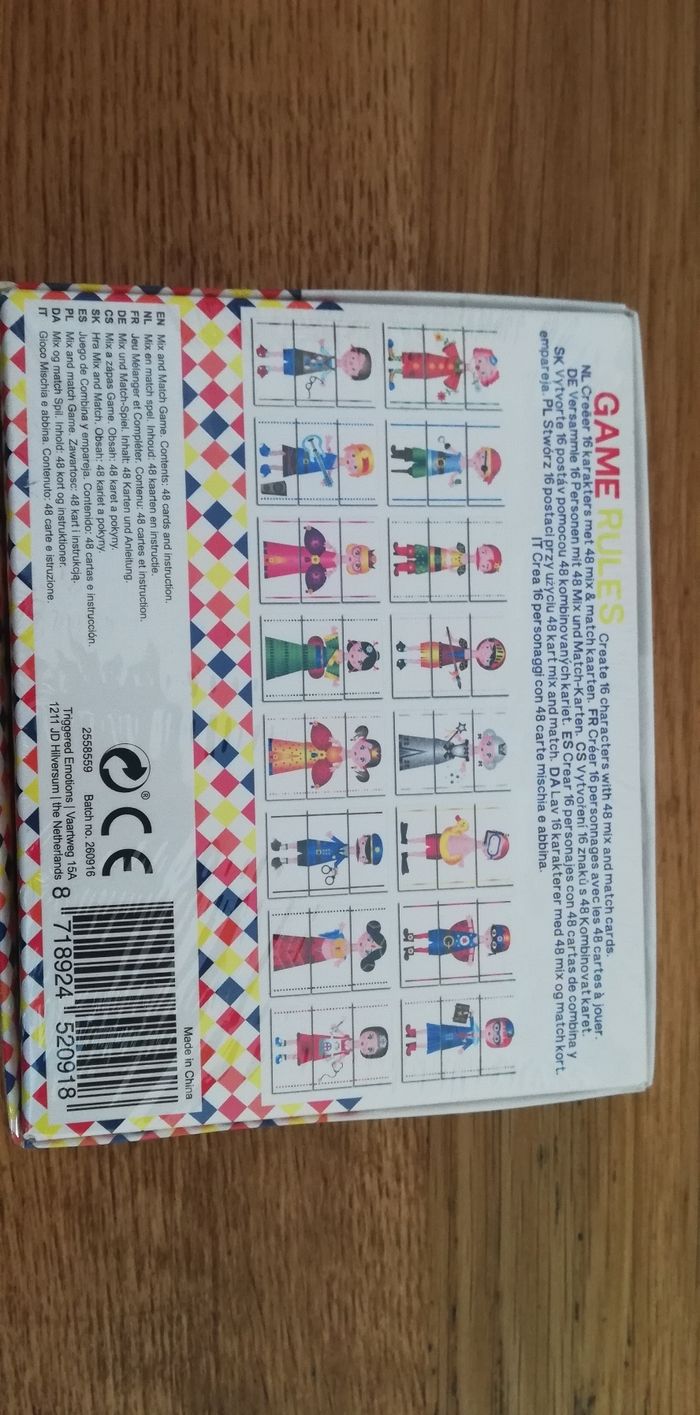 GAME RULES Create 16 characters with 48 mix and match cards.
NL Creëer 16 karakters met 48 mix & match kaarten. FR Créer 16 personnages avec les 48 cartes à jouer.
DE Versammle 16 Personen mit 48 Mix und Match-Karten. CS Vytvoření 16 znaků s 48 Kombinovat karet.
SK Vytvorte 16 postáv pomocou 48 kombinovaných kariet. ES Crear 16 personajes con 48 cartas de combina y
empareja. PL Stwórz 16 postaci przy użyciu 48 kart mix and match. DA Lav 16 karakterer med 48 mix og match kort.
IT Crea 16 personaggi con 48 carte mischia e abbina.
EN Mix and Match Game. Contents: 48 cards and instruction.
NL Mix en match spel. Inhoud: 48 kaarten en instructie.
FR Jeu Mélanger et Compléter. Contenu: 48 cartes et instruction.
DE Mix und Match-Spiel. Inhalt: 48 Karten und Anleitung.
CS Mix a zápas Game. Obsah: 48 karet a pokyny.
SK Hra Mix and Match. Obsah: 48 kariet a pokyny.
ES Juego de Combina y empareja. Contenido: 48 cartas e instrucción.
PL Mix and match Game. Zawartosc: 48 kart i instrukcją.
DA Mix og match Spil. Inhold: 48 kort og instruktioner.
IT Gioco Mischia e abbina. Contenuto: 48 carte e istruzione.
® CE
2558559 Batch no. 260916
Triggered Emotions | Vaartweg 15A
1211 JD Hilversum | the Netherlands
Made in China
8 718924 520918